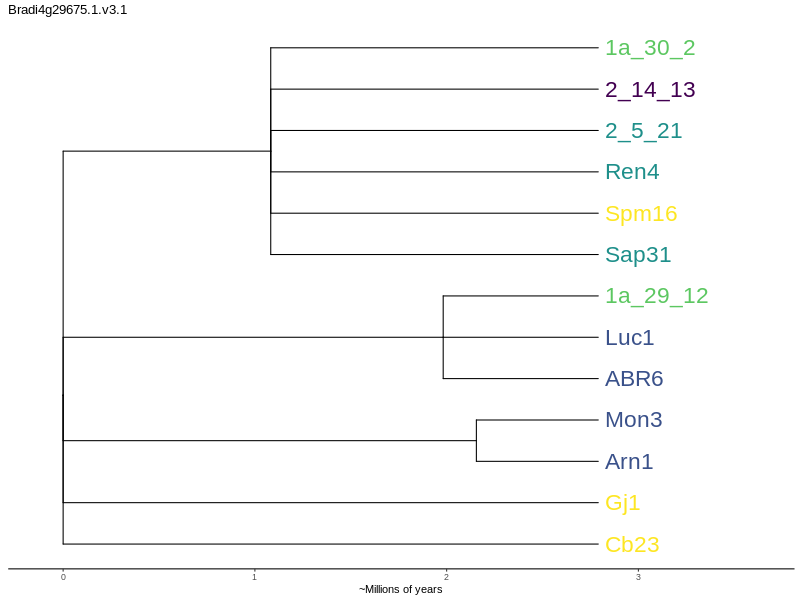 Bradi4g29675.1.v3.1
1a_30_2
2_14_13
2_5_21
Ren4
Spm16
Sap31
1a_29_12
Luc1
ABR6
Mon3
Arn1
Gj1
Cb23
0 1 2 3
~Millions of years